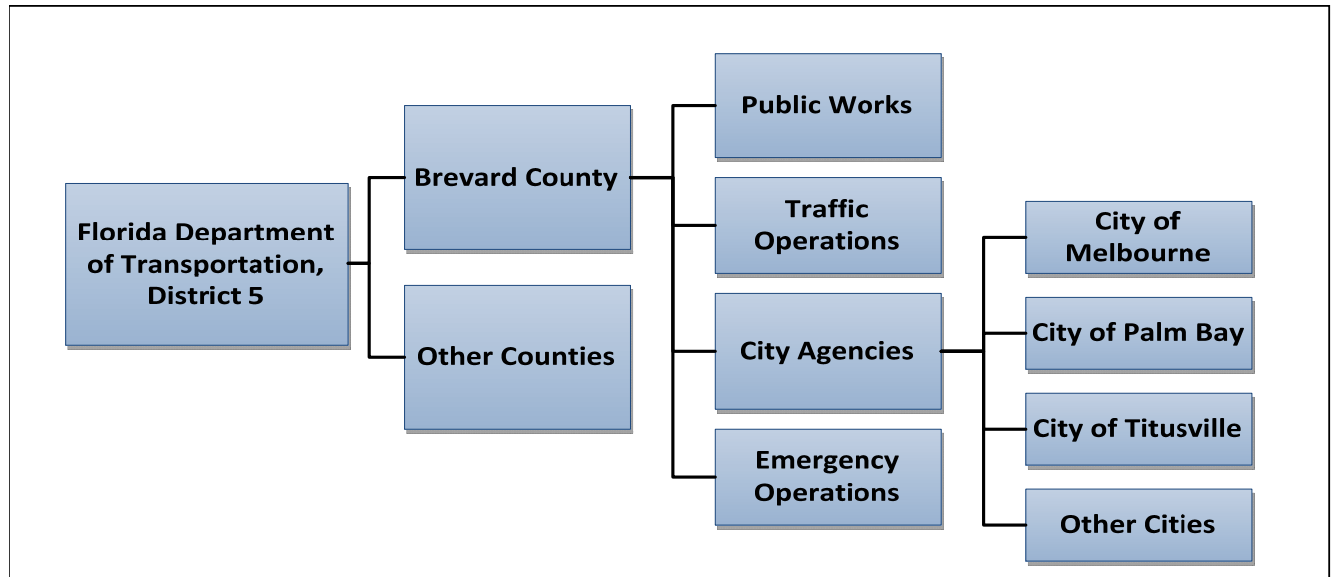 Florida Department
of Transportation,
District 5
Brevard County
Other Counties
Public Works
Traffic
Operations
City Agencies
Emergency
Operations
City of
Melbourne
City of Palm Bay
City of Titusville
Other Cities